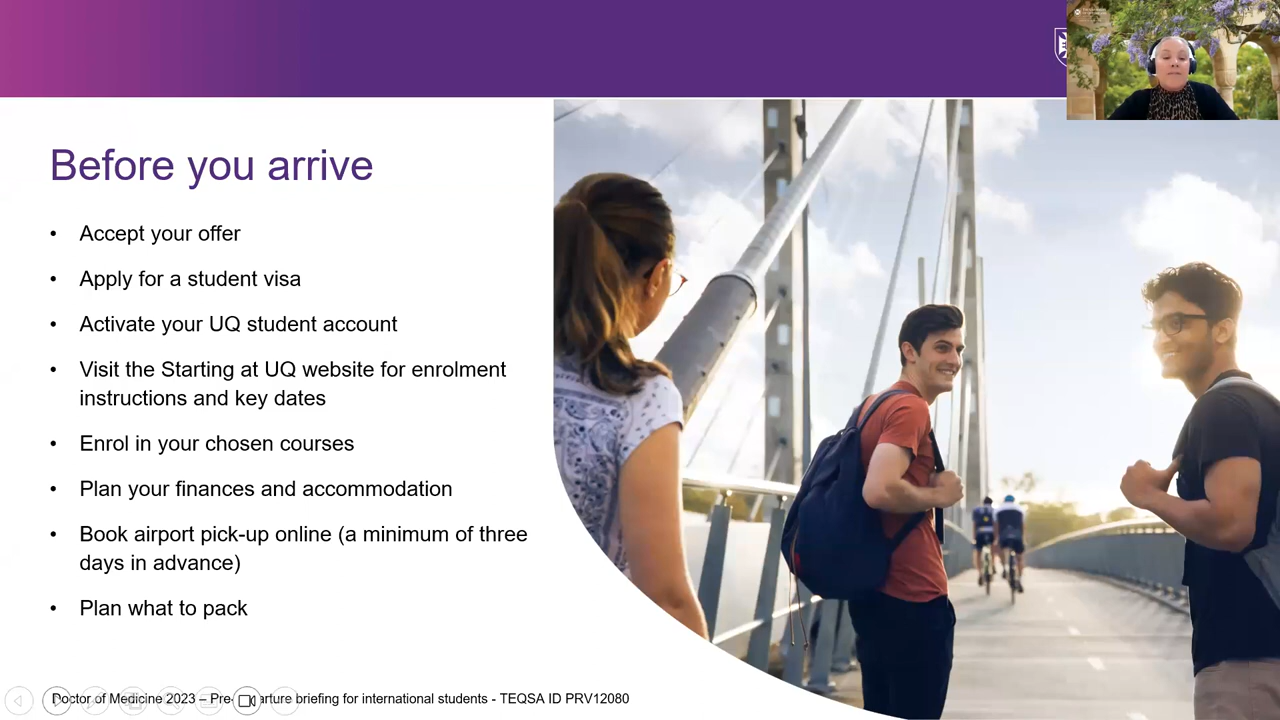 Before you arrive
• Accept your offer
• Apply for a student visa
• Activate your UQ student account
• Visit the Starting at UQ website for enrolment
instructions and key dates
• Enrol in your chosen courses
• Plan your finances and accommodation
• Book airport pick-up online (a minimum of three
days in advance)
• Plan what to pack
Doctor of Medicine 2023 – Pre- arture briefing for international students - TEQSA ID PRV12080